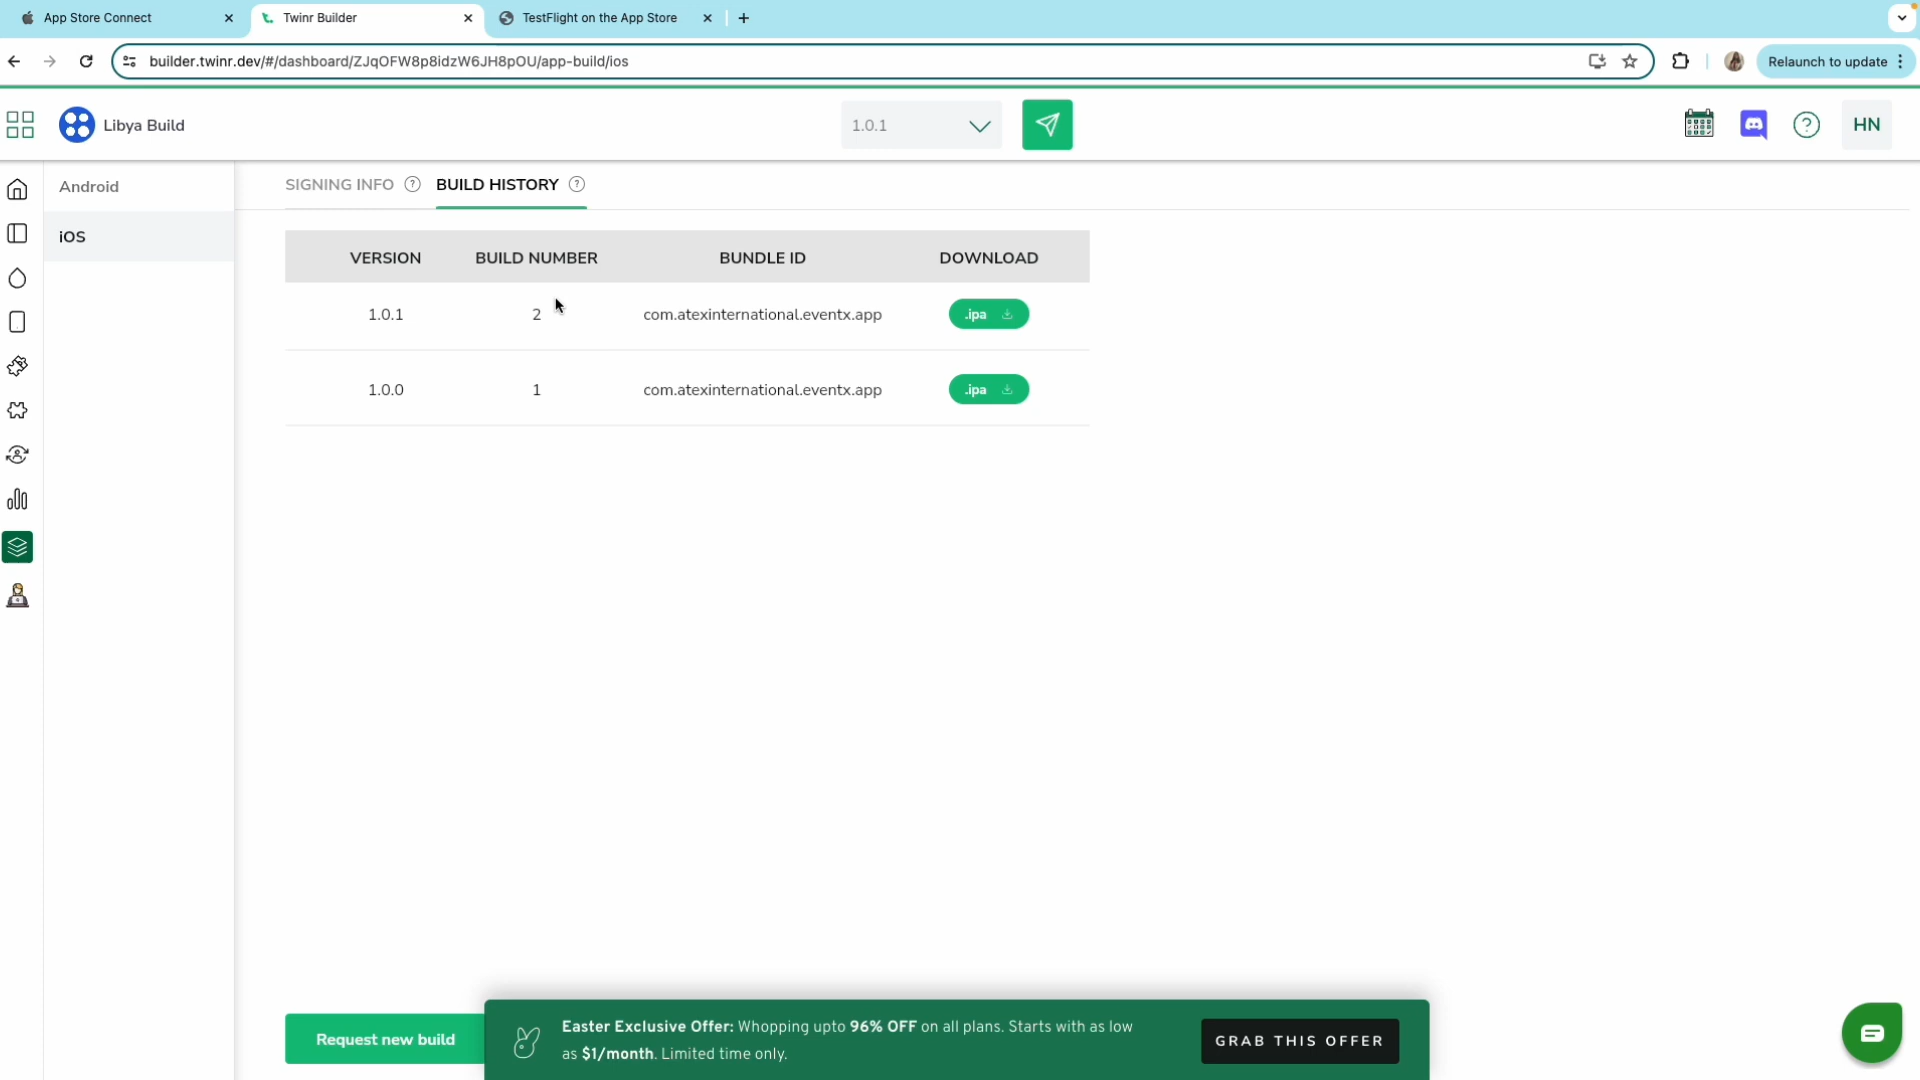 App Store Connect
Twinr Builder
TestFlight on the App Store
builder.twinr.dev/#/dashboard/ZJqOFW8p8idzW6JH8pOU/app-build/ios
Relaunch to update
Libya Build
1.0.1
HN
Android
iOS
SIGNING INFO ?
BUILD HISTORY ?
VERSION BUILD NUMBER BUNDLE ID DOWNLOAD
1.0.1 2 com.atexinternational.eventx.app .ipa
1.0.0 1 com.atexinternational.eventx.app .ipa
Request new build
Easter Exclusive Offer: Whopping upto 96% OFF on all plans. Starts with as low
as $1/month. Limited time only.
GRAB THIS OFFER